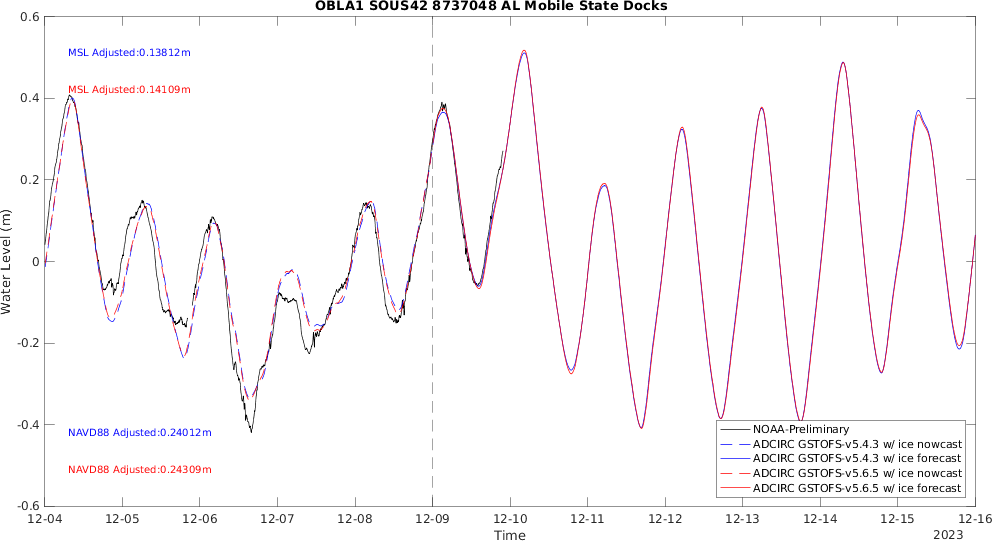 OBLA1 SOUS42 8737048 AL Mobile State Docks
0.6
0.4
0.2
0
-0.2
-0.4
-0.6
Water Level (m)
MSL Adjusted:0.13812m
MSL Adjusted:0.14109m
NAVD88 Adjusted:0.24012m
NAVD88 Adjusted:0.24309m
NOAA-Preliminary
ADCIRC GSTOFS-v5.4.3 w/ ice nowcast
ADCIRC GSTOFS-v5.4.3 w/ ice forecast
ADCIRC GSTOFS-v5.6.5 w/ ice nowcast
ADCIRC GSTOFS-v5.6.5 w/ ice forecast
12-04 12-05 12-06 12-07 12-08 12-09 12-10 12-11 12-12 12-13 12-14 12-15 12-16
Time
2023